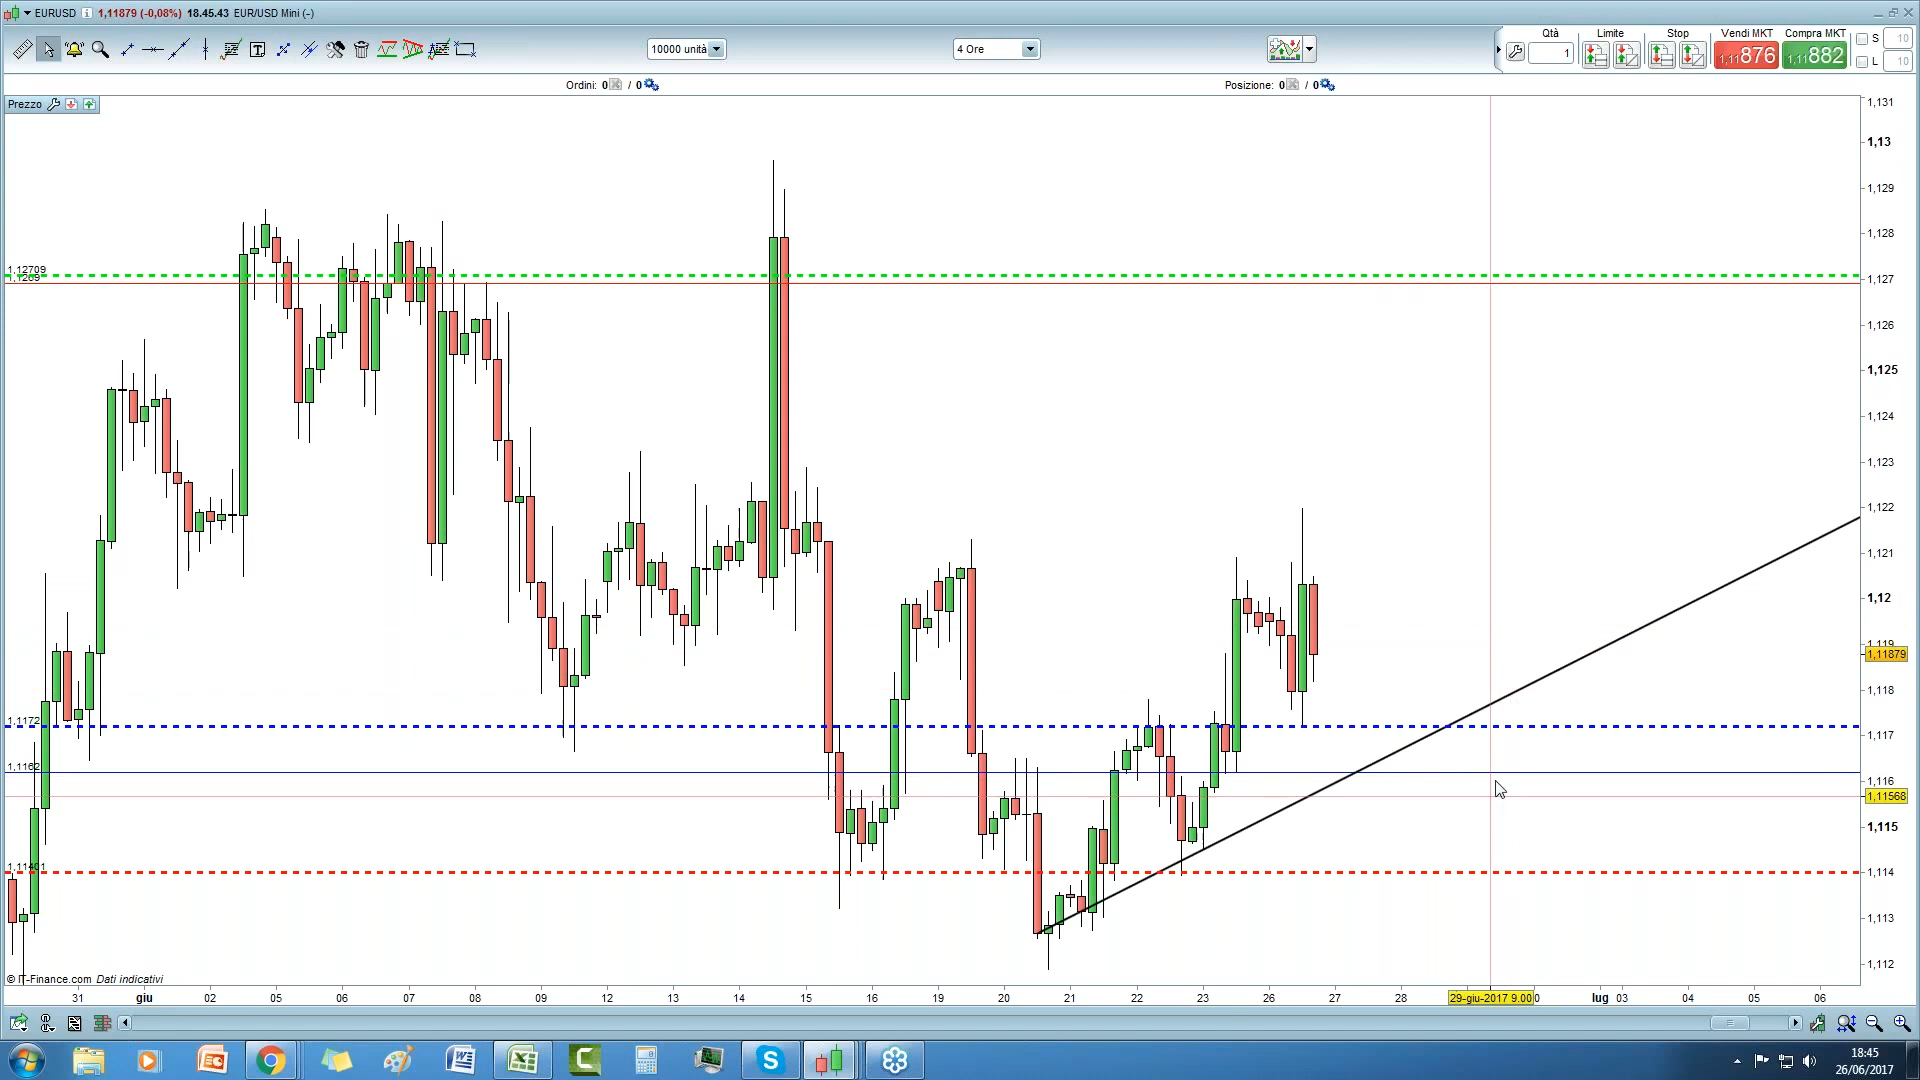 EURUSD 1,11879 (-0,08%) 18.45.43 EUR/USD Mini (-)
10000 unità
4 Ore
Qtà
Limite
Stop
Vendi MKT
Compra MKT
1
1,11876
1,11882
S 10
L 10
Ordini: 0 / 0
Posizione: 0 / 0
Prezzo
1,131
1,13
1,129
1,128
1,12709
1,127
1,126
1,125
1,124
1,123
1,122
1,121
1,12
1,119
1,11879
1,118
1,1172
1,117
1,1162
1,116
1,11568
1,115
1,114
1,113
1,112
© IT-Finance.com Dati indicativi
31 giu 02 05 06 07 08 09 12 13 14 15 16 19 20 21 22 23 26 27 28 29-giu-2017 9.00 lug 03 04 05 06
18:45
26/06/2017